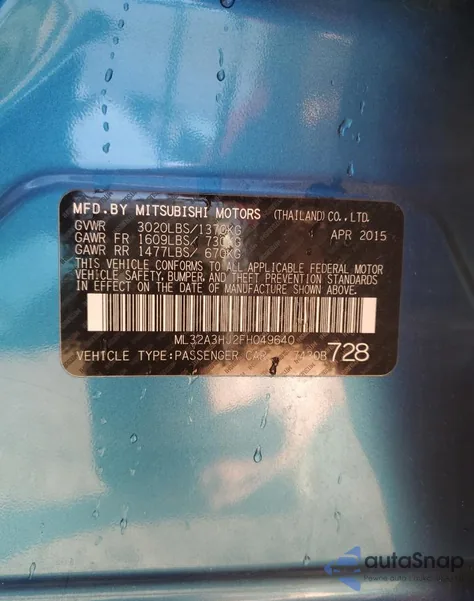 MFD.BY MITSUBISHI MOTORS (THAILAND)CO.,LTD.
GVWR 3020LBS/1370KG APR 2015
GAWR FR 1609LBS/ 730KG
GAWR RR 1477LBS/ 670KG
THIS VEHICLE CONFORMS TO ALL APPLICABLE FEDERAL MOTOR
VEHICLE SAFETY, BUMPER, AND THEFT PREVENTION STANDARDS
IN EFFECT ON THE DATE OF MANUFACTURE SHOWN ABOVE.
ML32A3HJ2FH049640
VEHICLE TYPE:PASSENGER CAR 7430B 728
autaSnap